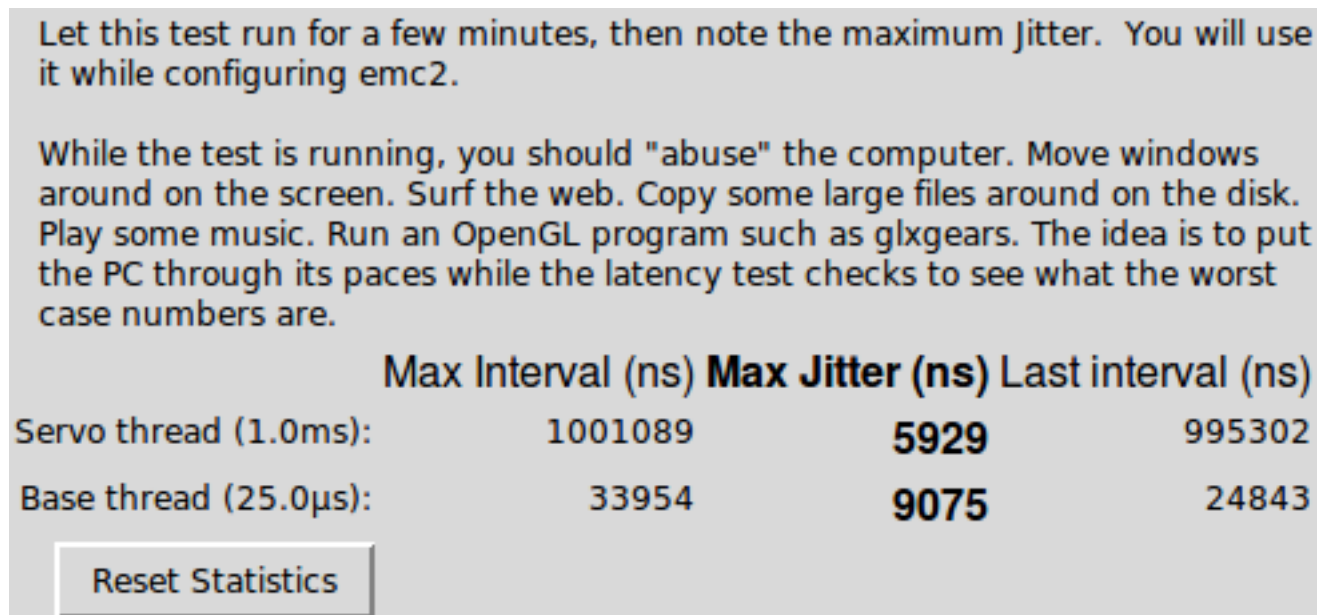 Let this test run for a few minutes, then note the maximum Jitter.  You will use
it while configuring emc2.
While the test is running, you should "abuse" the computer. Move windows
around on the screen. Surf the web. Copy some large files around on the disk.
Play some music. Run an OpenGL program such as glxgears. The idea is to put
the PC through its paces while the latency test checks to see what the worst
case numbers are.
Max Interval (ns) Max Jitter (ns) Last interval (ns)
Servo thread (1.0ms): 1001089 5929 995302
Base thread (25.0µs): 33954 9075 24843
Reset Statistics